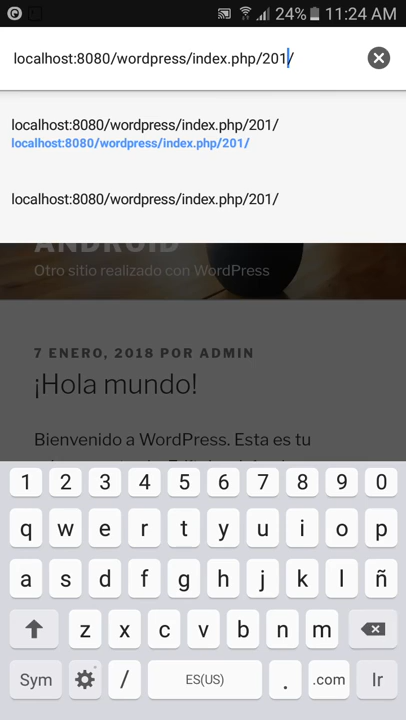 24% 11:24 AM
localhost:8080/wordpress/index.php/201/
localhost:8080/wordpress/index.php/201/
localhost:8080/wordpress/index.php/201/
localhost:8080/wordpress/index.php/201/
ANDROID
Otro sitio realizado con WordPress
7 ENERO, 2018 POR ADMIN
¡Hola mundo!
Bienvenido a WordPress. Esta es tu
1 2 3 4 5 6 7 8 9 0
q w e r t y u i o p
a s d f g h j k l ñ
z x c v b n m
Sym / ES(US) . .com Ir